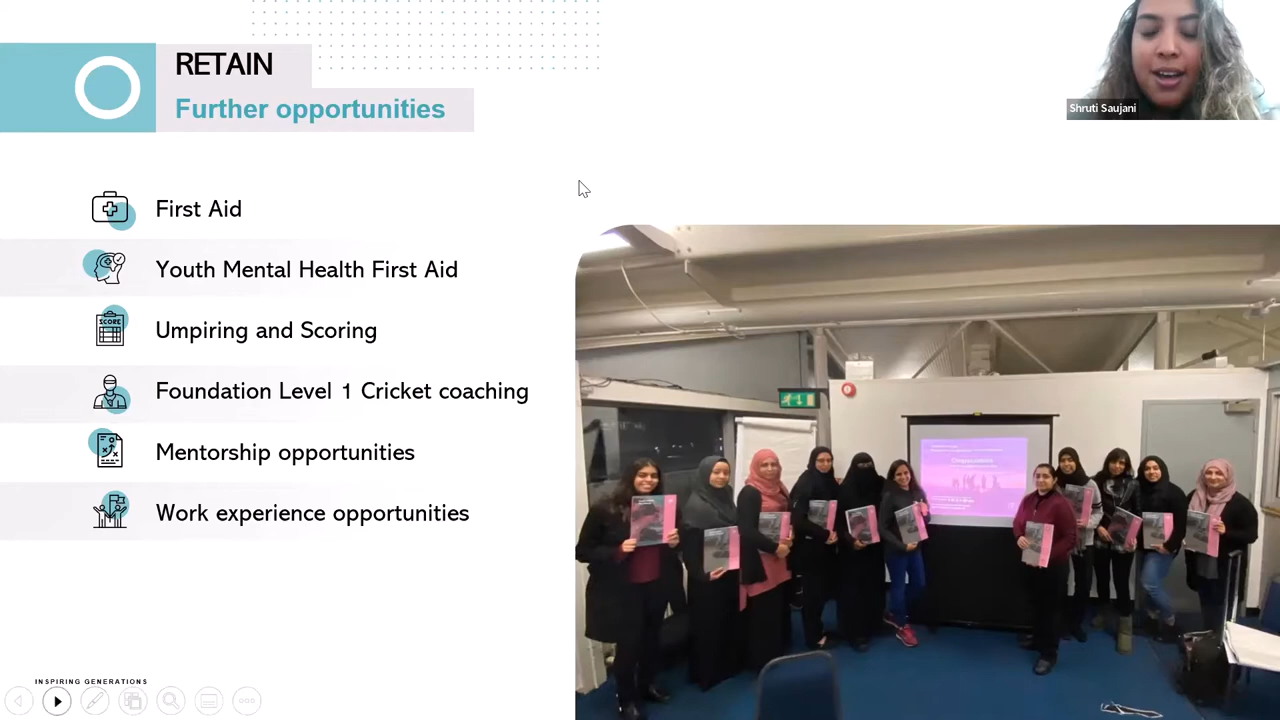 RETAIN
Further opportunities
Shruti Saujani
First Aid
Youth Mental Health First Aid
SCORE
Umpiring and Scoring
Foundation Level 1 Cricket coaching
Mentorship opportunities
Work experience opportunities
INSPIRING GENERATIONS